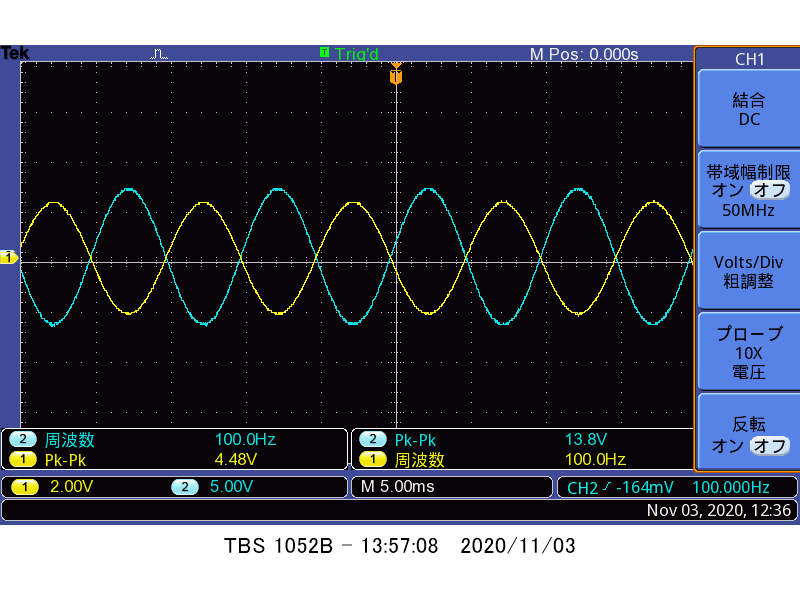 Tek T Trig'd M Pos: 0.000s
CH1
結合
DC
帯域幅制限
オン オフ
50MHz
Volts/Div
粗調整
プローブ
10X
電圧
反転
オン オフ
T
1
2 周波数 100.0Hz
1 Pk-Pk 4.48V
2 Pk-Pk 13.8V
1 周波数 100.0Hz
1 2.00V 2 5.00V M 5.00ms CH2 -164mV 100.000Hz
Nov 03, 2020, 12:36
TBS 1052B - 13:57:08 2020/11/03